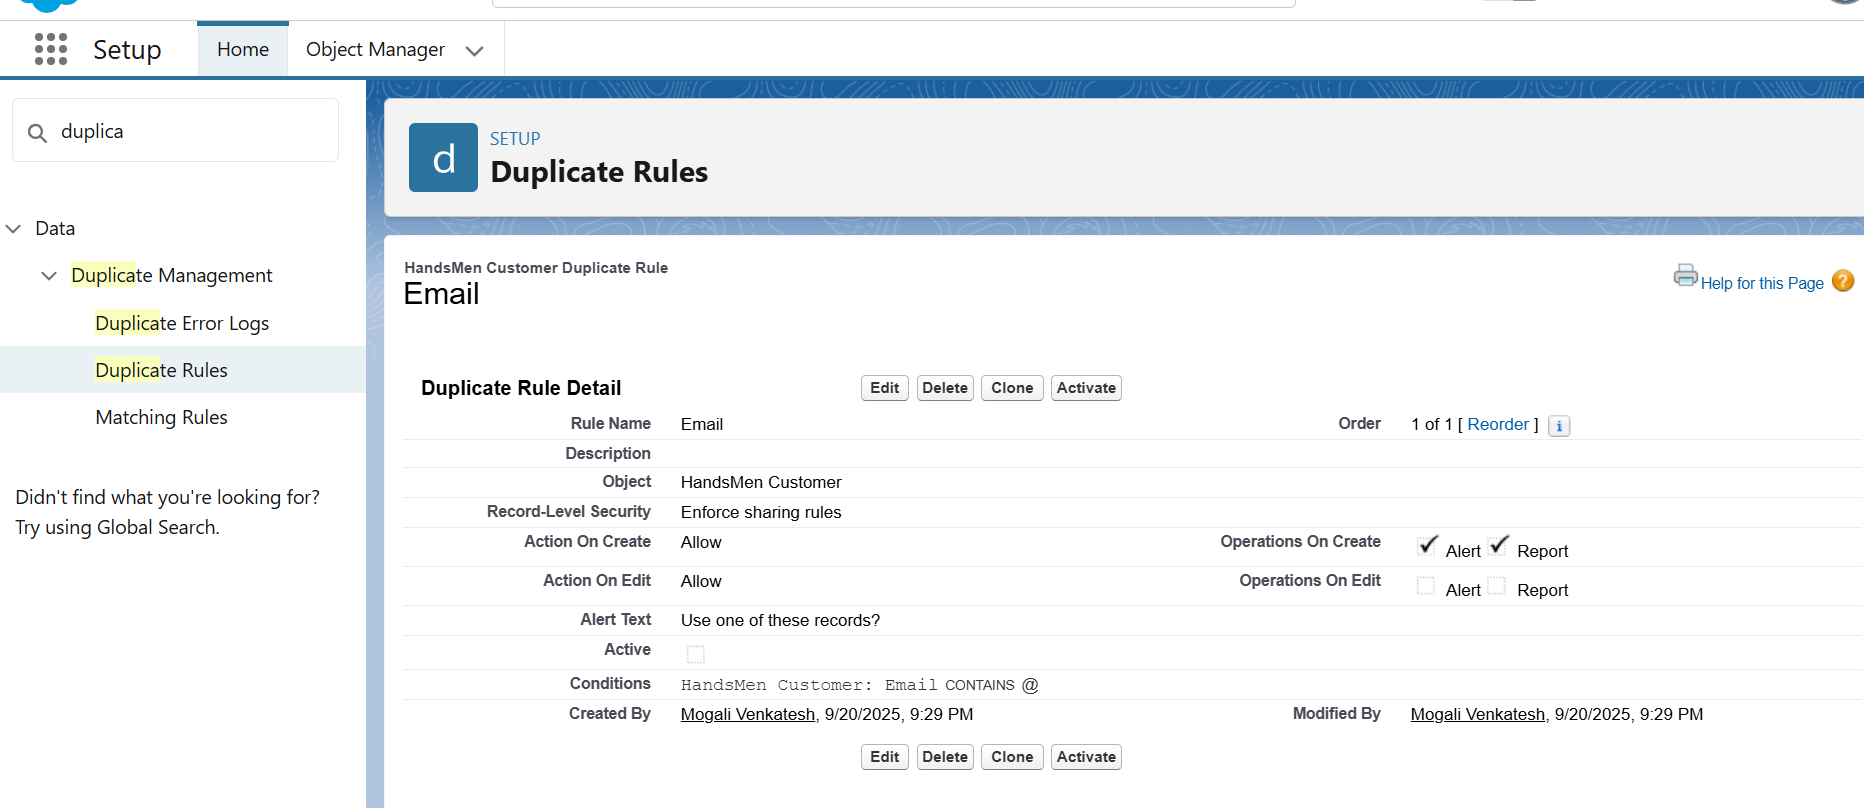 Setup
Home
Object Manager
duplica
Data
Duplicate Management
Duplicate Error Logs
Duplicate Rules
Matching Rules
Didn't find what you're looking for?
Try using Global Search.
d
SETUP
Duplicate Rules
HandsMen Customer Duplicate Rule
Email
Help for this Page ?
Duplicate Rule Detail Edit Delete Clone Activate
Rule Name Email Order 1 of 1 [ Reorder ] i
Description
Object HandsMen Customer
Record-Level Security Enforce sharing rules
Action On Create Allow Operations On Create Alert Report
Action On Edit Allow Operations On Edit Alert Report
Alert Text Use one of these records?
Active
Conditions HandsMen Customer: Email CONTAINS @
Created By Mogali Venkatesh, 9/20/2025, 9:29 PM Modified By Mogali Venkatesh, 9/20/2025, 9:29 PM
Edit Delete Clone Activate